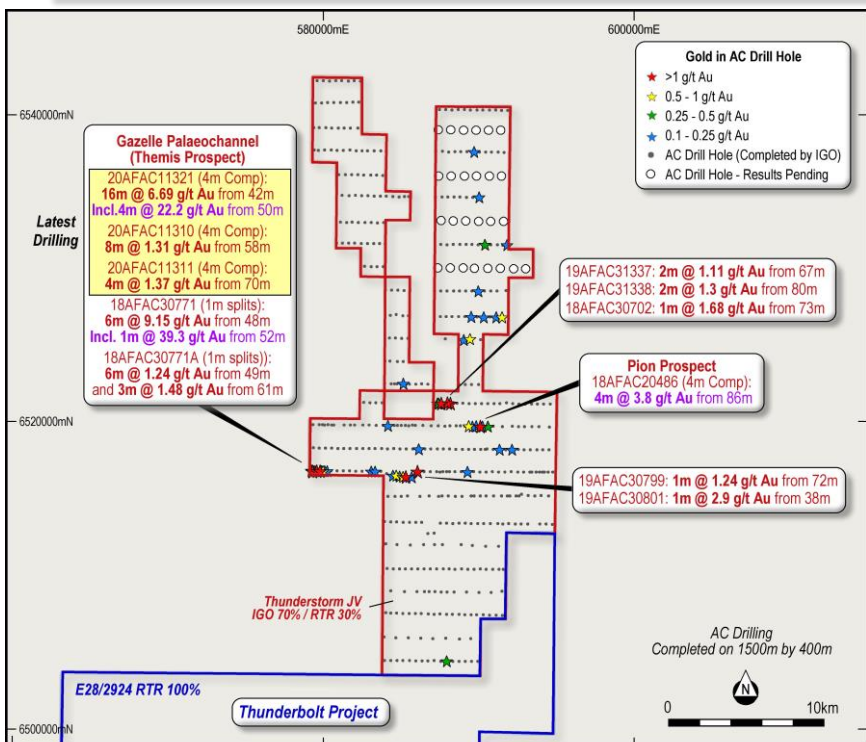 580000mE
600000mE
6540000mN
6520000mN
6500000mN
Gold in AC Drill Hole
>1 g/t Au
0.5 - 1 g/t Au
0.25 - 0.5 g/t Au
0.1 - 0.25 g/t Au
AC Drill Hole (Completed by IGO)
AC Drill Hole - Results Pending
Latest
Drilling
Gazelle Palaeochannel
(Themis Prospect)
20AFAC11321 (4m Comp):
16m @ 6.69 g/t Au from 42m
Incl.4m @ 22.2 g/t Au from 50m
20AFAC11310 (4m Comp):
8m @ 1.31 g/t Au from 58m
20AFAC11311 (4m Comp):
4m @ 1.37 g/t Au from 70m
18AFAC30771 (1m splits):
6m @ 9.15 g/t Au from 48m
Incl. 1m @ 39.3 g/t Au from 52m
18AFAC30771A (1m splits)):
6m @ 1.24 g/t Au from 49m
and 3m @ 1.48 g/t Au from 61m
19AFAC31337: 2m @ 1.11 g/t Au from 67m
19AFAC31338: 2m @ 1.3 g/t Au from 80m
18AFAC30702: 1m @ 1.68 g/t Au from 73m
Pion Prospect
18AFAC20486 (4m Comp):
4m @ 3.8 g/t Au from 86m
19AFAC30799: 1m @ 1.24 g/t Au from 72m
19AFAC30801: 1m @ 2.9 g/t Au from 38m
Thunderstorm JV
IGO 70% / RTR 30%
AC Drilling
Completed on 1500m by 400m
N
0
10km
E28/2924 RTR 100%
Thunderbolt Project